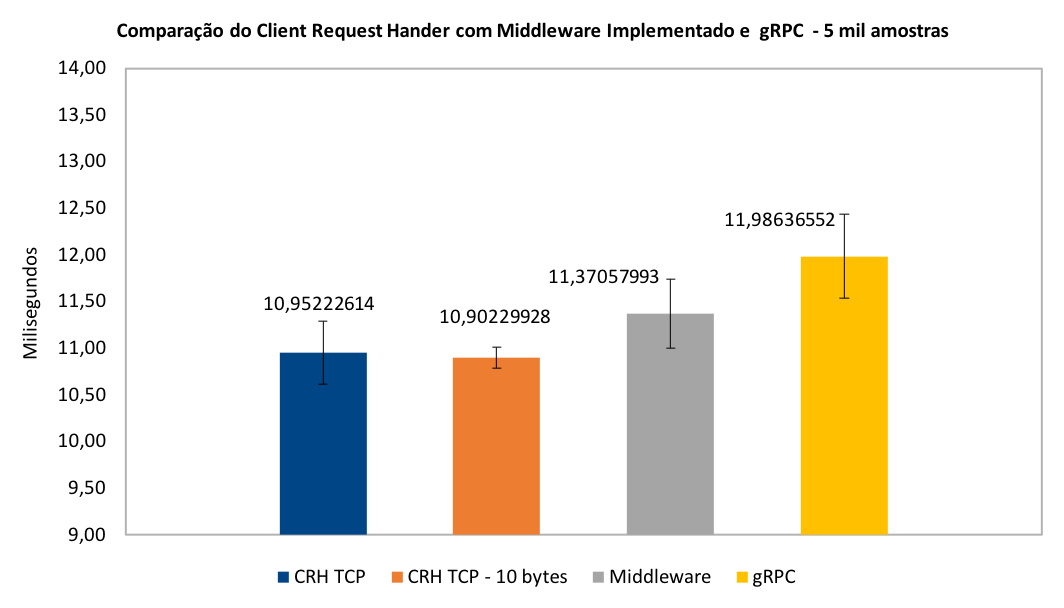 Comparação do Client Request Hander com Middleware Implementado e  gRPC  - 5 mil amostras
14,00
13,50
13,00
12,50
12,00
11,50
11,00
10,50
10,00
9,50
9,00
Milisegundos
10,95222614
10,90229928
11,37057993
11,98636552
CRH TCP
CRH TCP - 10 bytes
Middleware
gRPC